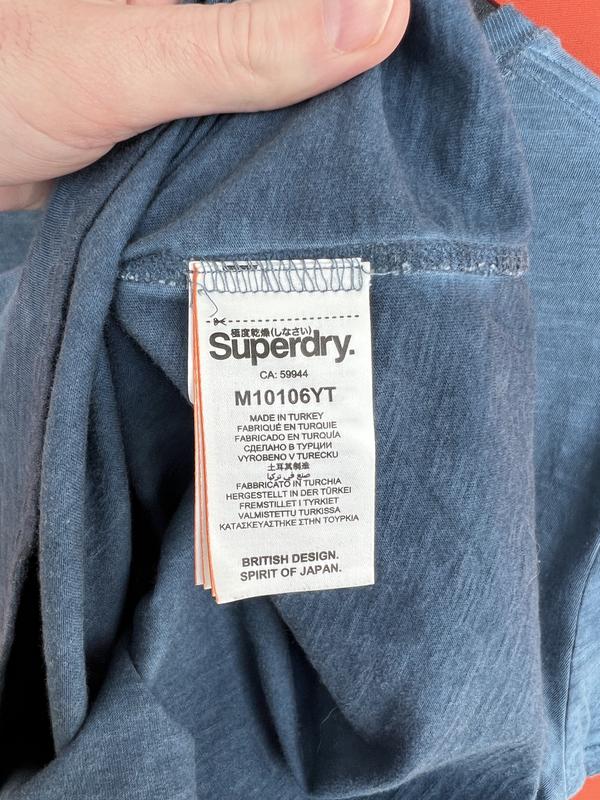 極度乾燥(しなさい)
Superdry.
CA: 59944
M10106YT
MADE IN TURKEY
FABRIQUÉ EN TURQUIE
FABRICADO EN TURQUÍA
СДЕЛАНО В ТУРЦИИ
VYROBENO V TURECKU
土耳其制造
صنع في تركيا
FABBRICATO IN TURCHIA
HERGESTELLT IN DER TÜRKEI
FREMSTILLET I TYRKIET
VALMISTETTU TURKISSA
ΚΑΤΑΣΚΕΥΑΣΤΗΚΕ ΣΤΗΝ ΤΟΥΡΚΙΑ
BRITISH DESIGN.
SPIRIT OF JAPAN.